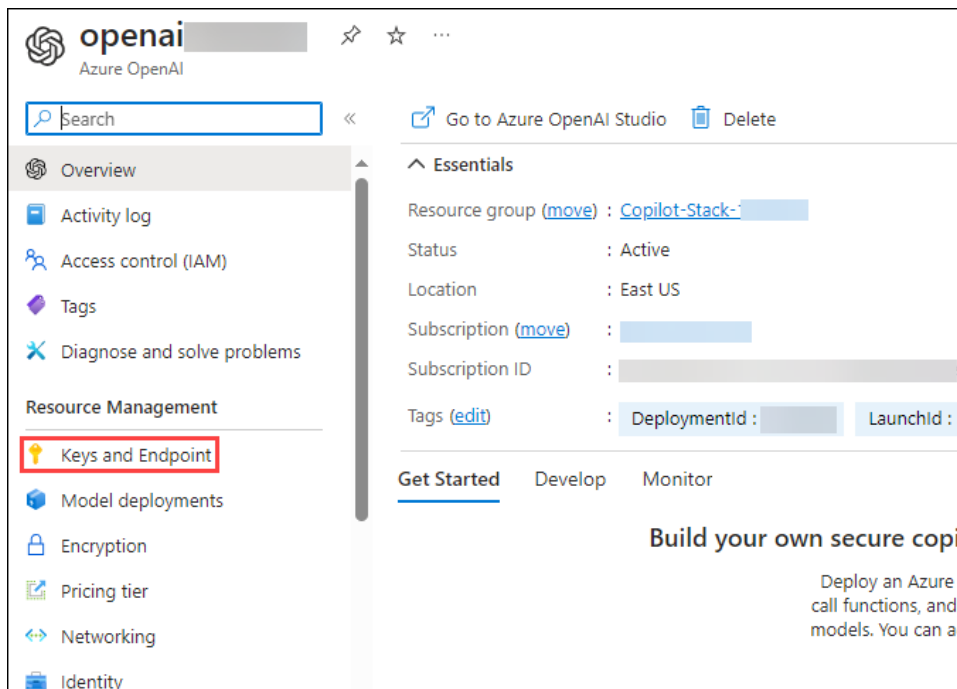 openai
Azure OpenAI
Search
Overview
Activity log
Access control (IAM)
Tags
Diagnose and solve problems
Resource Management
Keys and Endpoint
Model deployments
Encryption
Pricing tier
Networking
Identity
Go to Azure OpenAI Studio Delete
Essentials
Resource group (move) : Copilot-Stack-
Status : Active
Location : East US
Subscription (move) :
Subscription ID :
Tags (edit) : DeploymentId : LaunchId :
Get Started Develop Monitor
Build your own secure copi
Deploy an Azure
call functions, and
models. You can a